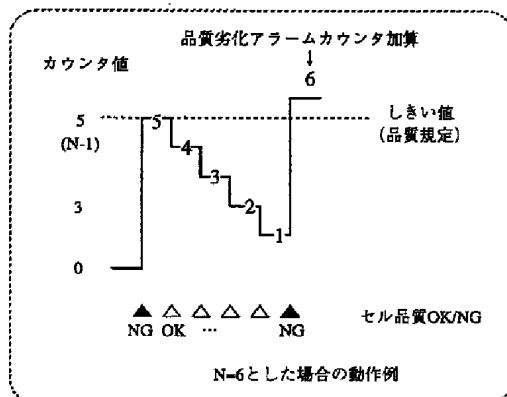 品質劣化アラームカウンタ加算
↓
カウンタ値
6
5
(N-1)
5
しきい値
(品質規定)
4
3
3
2
1
0
▲ △ △ △ △ ▲
NG OK … NG
セル品質OK/NG
N=6とした場合の動作例